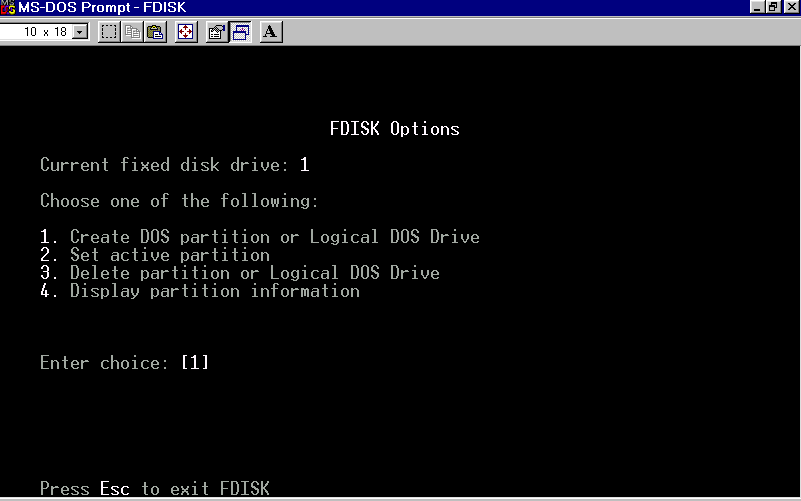 MS-DOS Prompt - FDISK
10 x 18
A
FDISK Options
Current fixed disk drive: 1
Choose one of the following:
1. Create DOS partition or Logical DOS Drive
2. Set active partition
3. Delete partition or Logical DOS Drive
4. Display partition information
Enter choice: [1]
Press Esc to exit FDISK